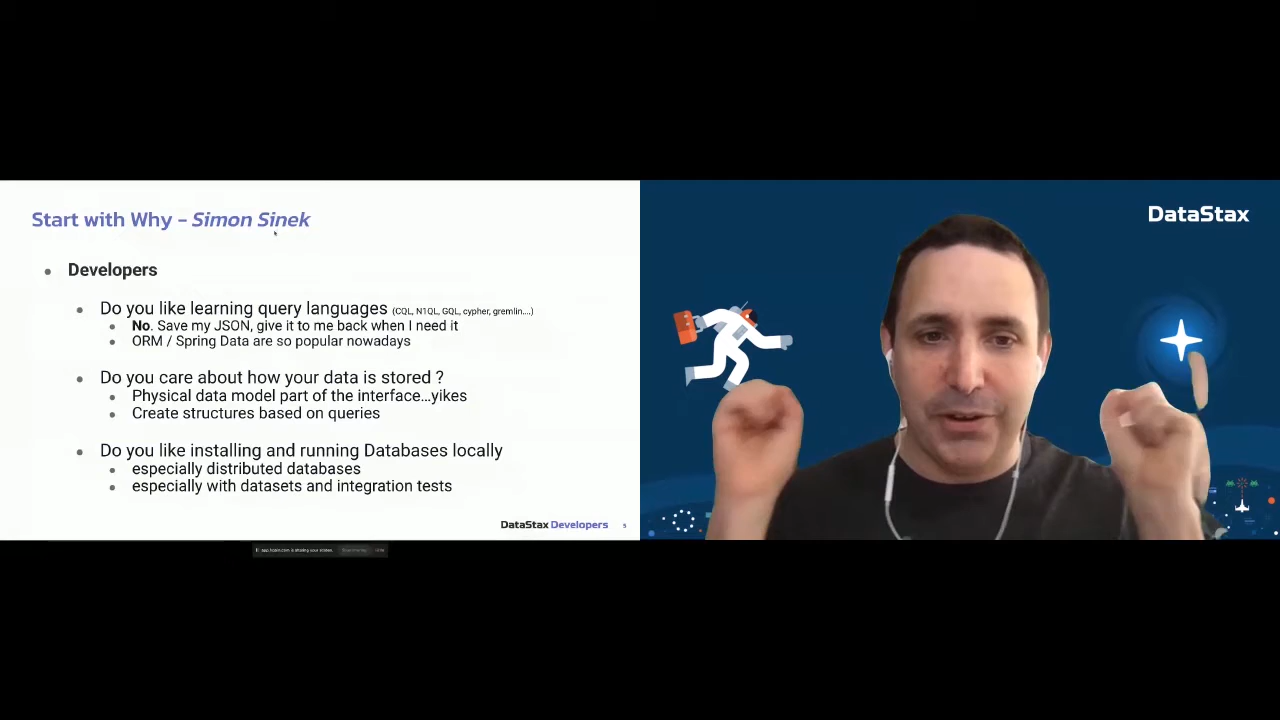 Start with Why - Simon Sinek
Developers
Do you like learning query languages (CQL, N1QL, GQL, cypher, gremlin....)
No. Save my JSON, give it to me back when I need it
ORM / Spring Data are so popular nowadays
Do you care about how your data is stored ?
Physical data model part of the interface...yikes
Create structures based on queries
Do you like installing and running Databases locally
especially distributed databases
especially with datasets and integration tests
DataStax Developers 5
is sharing your screen.
DataStax